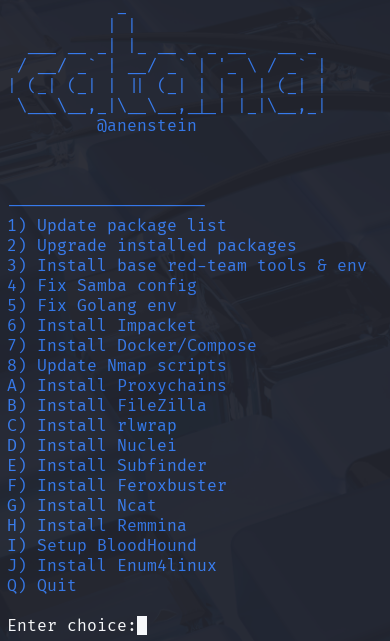 catana
@anenstein
1) Update package list
2) Upgrade installed packages
3) Install base red-team tools & env
4) Fix Samba config
5) Fix Golang env
6) Install Impacket
7) Install Docker/Compose
8) Update Nmap scripts
A) Install Proxychains
B) Install FileZilla
C) Install rlwrap
D) Install Nuclei
E) Install Subfinder
F) Install Feroxbuster
G) Install Ncat
H) Install Remmina
I) Setup BloodHound
J) Install Enum4linux
Q) Quit
Enter choice: